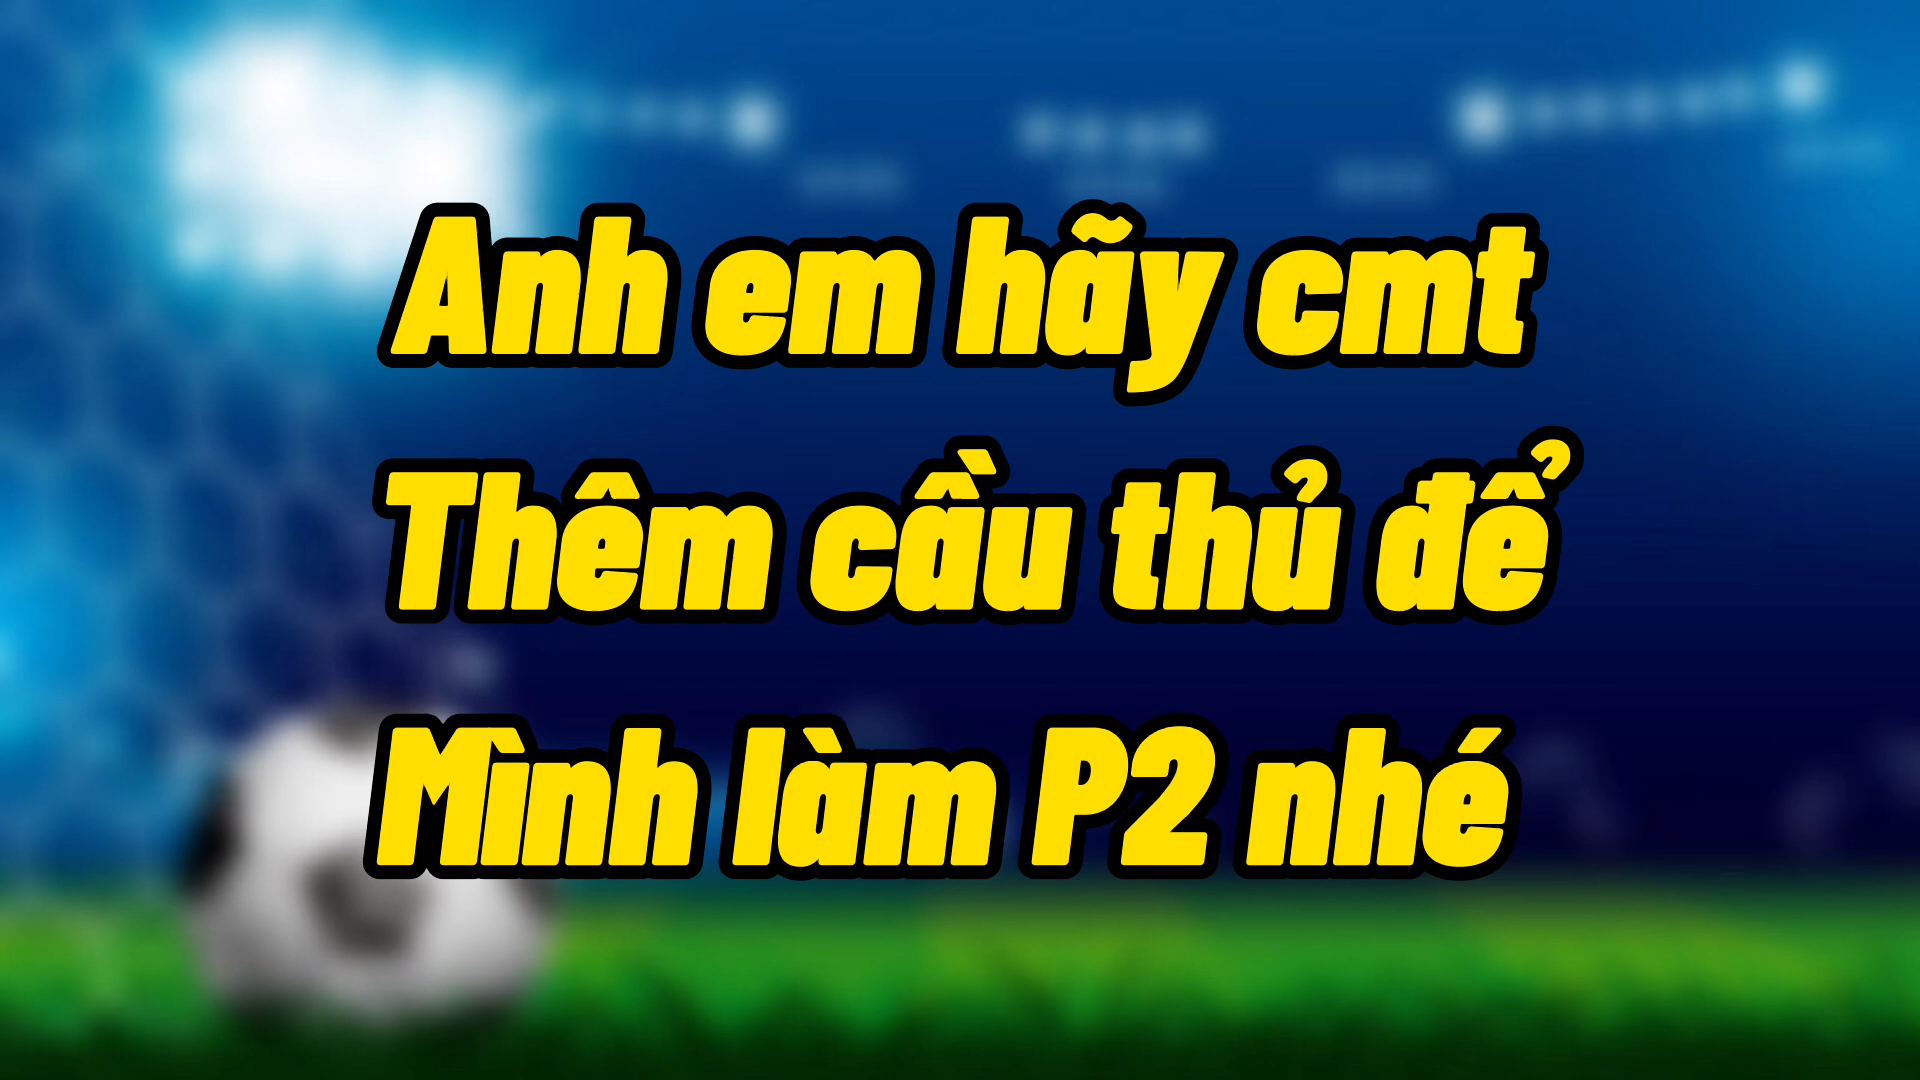 Anh em hãy cmt
Thêm cầu thủ để
Mình làm P2 nhé